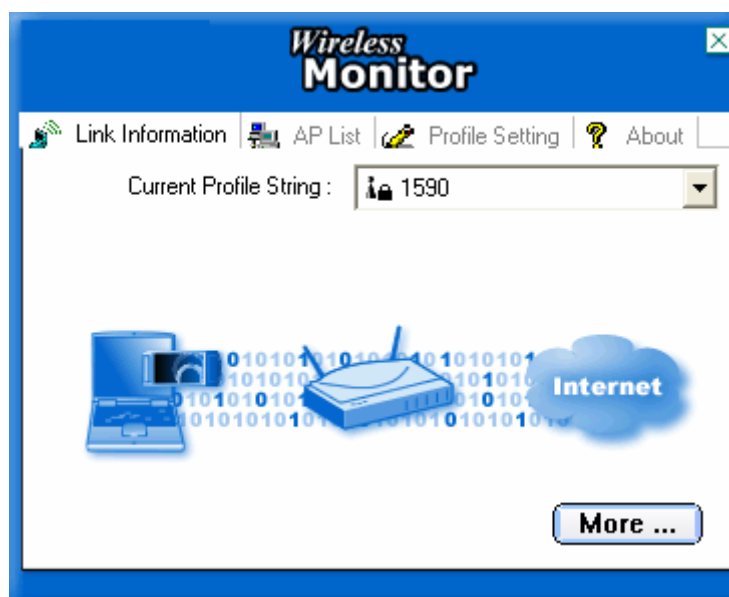 Wireless
Monitor
Link Information AP List Profile Setting About
Current Profile String : 1590
Internet
More ...